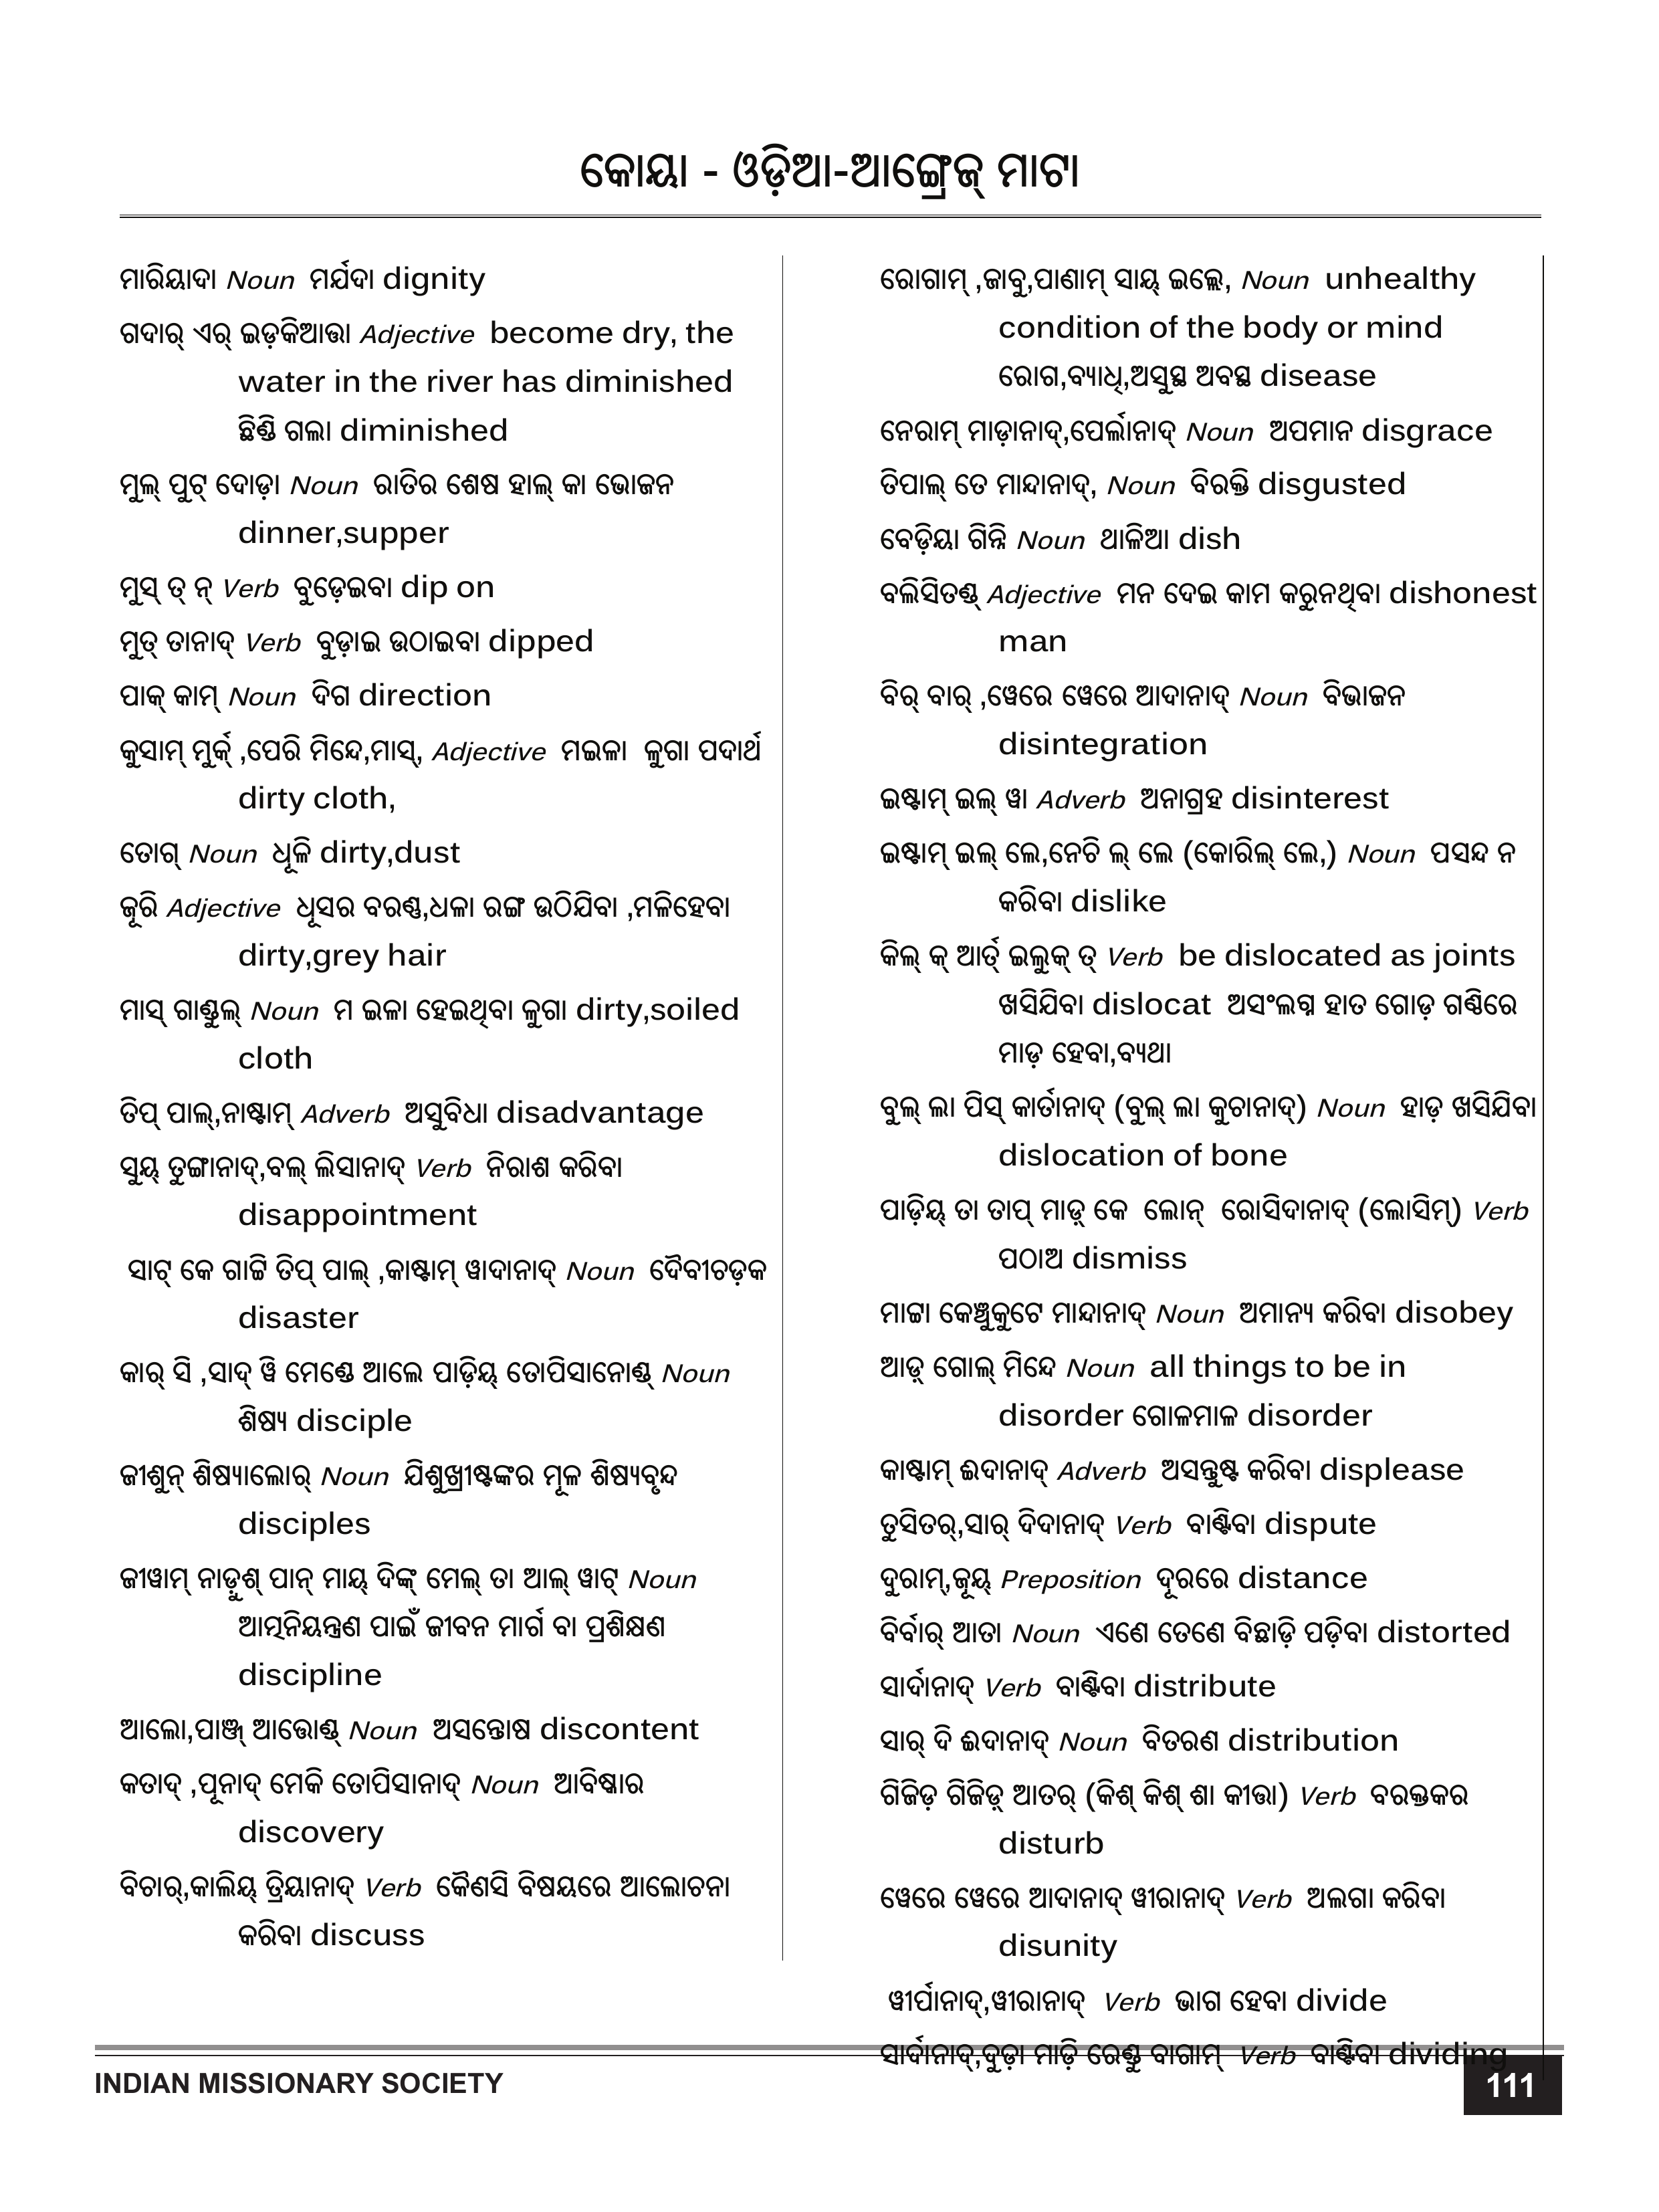 କୋୟା - ଓଡ଼ିଆ-ଆଙ୍ଗ୍ରେଜ୍ ମାଟା
ମାରିୟାଦା Noun ମର୍ଯଦା dignity
ଗଦାର୍ ଏର୍ ଇଡ଼କିଆତ୍ତା Adjective become dry, the
water in the river has diminished
ଛିଣ୍ଡି ଗଲା diminished
ମୁଲ୍ ପୁଟ୍ ଦୋଡ଼ା Noun ରାତିର ଶେଷ ହାଲ୍ କା ଭୋଜନ
dinner,supper
ମୁସ୍ ତ୍ ନ୍ Verb ବୁଡ଼େଇବା dip on
ମୁତ୍ ତାନାଦ୍ Verb ବୁଡ଼ାଇ ଉଠାଇବା dipped
ପାକ୍ କାମ୍ Noun ଦିଗ direction
କୁସାମ୍ ମୁର୍କ୍ ,ପେରି ମିନ୍ଦେ,ମାସ୍, Adjective ମଇଳା ଳୁଗା ପଦାର୍ଥ
dirty cloth,
ତୋଗ୍ Noun ଧୂଳି dirty,dust
ଜୂରି Adjective ଧୂସର ବରଣ୍ଣ,ଧଳା ରଙ୍ଗ ଉଠିଯିବା ,ମଳିହେବା
dirty,grey hair
ମାସ୍ ଗାଣ୍ଡୁଲ୍ Noun ମ ଇଳା ହେଇଥିବା ଳୁଗା dirty,soiled
cloth
ତିପ୍ ପାଲ୍,ନାଷ୍ଟାମ୍ Adverb ଅସୁବିଧା disadvantage
ସୁୟ୍ ତୁଙ୍ଗାନାଦ୍,ବଲ୍ ଲିସାନାଦ୍ Verb ନିରାଶ କରିବା
disappointment
ସାଟ୍ କେ ଗାଟ୍ଟି ତିପ୍ ପାଲ୍ ,କାଷ୍ଟାମ୍ ୱାଦାନାଦ୍ Noun ଦୈବୀଚଡ଼କ
disaster
କାର୍ ସି ,ସାଦ୍ ୱି ମେଣ୍ଡେ ଆଲେ ପାଡ଼ିୟ୍ ତୋପିସାନୋଣ୍ଡ୍ Noun
ଶିଷ୍ୟ disciple
ଜୀଶୁନ୍ ଶିଷ୍ୟାଲୋର୍ Noun ଯିଶୁଖ୍ରୀଷ୍ଟଙ୍କର ମୂଳ ଶିଷ୍ୟବୃନ୍ଦ
disciples
ଜୀୱାମ୍ ନାଡ଼ୁଶ୍ ପାନ୍ ମାୟ୍ ଦିଙ୍କ୍ ମେଲ୍ ତା ଆଲ୍ ୱାଟ୍ Noun
ଆତ୍ମନିୟନ୍ତ୍ରଣ ପାଇଁ ଜୀବନ ମାର୍ଗ ବା ପ୍ରଶିକ୍ଷଣ
discipline
ଆଲୋ,ପାଞ୍ଜ୍ ଆତ୍ତୋଣ୍ଡ୍ Noun ଅସନ୍ତୋଷ discontent
କତାଦ୍ ,ପୂନାଦ୍ ମେକି ତୋପିସାନାଦ୍ Noun ଆବିଷ୍କାର
discovery
ବିଚାର୍,କାଲିୟ୍ ତ୍ରିୟାନାଦ୍ Verb କୈଣସି ବିଷୟରେ ଆଲୋଚନା
କରିବା discuss
ରୋଗାମ୍ ,ଜାବୁ,ପାଣାମ୍ ସାୟ୍ ଇଲ୍ଲେ, Noun unhealthy
condition of the body or mind
ରୋଗ,ବ୍ୟାଧି,ଅସୁସ୍ଥ ଅବସ୍ଥ disease
ନେରାମ୍ ମାଡ଼ାନାଦ୍,ପେର୍ଲାନାଦ୍ Noun ଅପମାନ disgrace
ତିପାଲ୍ ତେ ମାନ୍ଦାନାଦ୍, Noun ବିରକ୍ତି disgusted
ବେଡ଼ିୟା ଗିନ୍ନି Noun ଥାଳିଆ dish
ବଲିସିତଣ୍ଡ୍ Adjective ମନ ଦେଇ କାମ କରୁନଥିବା dishonest
man
ବିର୍ ବାର୍ ,ୱେରେ ୱେରେ ଆଦାନାଦ୍ Noun ବିଭାଜନ
disintegration
ଇଷ୍ଟାମ୍ ଇଲ୍ ୱା Adverb ଅନାଗ୍ରହ disinterest
ଇଷ୍ଟାମ୍ ଇଲ୍ ଲେ,ନେଚି ଲ୍ ଲେ (କୋରିଲ୍ ଲେ,) Noun ପସନ୍ଦ ନ
କରିବା dislike
କିଲ୍ କ୍ ଆର୍ତ୍ ଇଲୁକ୍ ତ୍ Verb be dislocated as joints
ଖସିଯିବା dislocat ଅସଂଲଗ୍ନ ହାତ ଗୋଡ଼ ଗଣ୍ଠିରେ
ମାଡ଼ ହେବା,ବ୍ୟଥା
ବୁଲ୍ ଲା ପିସ୍ କାର୍ତାନାଦ୍ (ବୁଲ୍ ଲା କୁଚାନାଦ୍) Noun ହାଡ଼ ଖସିଯିବା
dislocation of bone
ପାଡ଼ିୟ୍ ତା ତାପ୍ ମାଡ଼୍ କେ ଲୋନ୍ ରୋସିଦାନାଦ୍ (ଲୋସିମ୍) Verb
ପଠାଅ dismiss
ମାଟ୍ଟା କେଞ୍ଚୁକୁଟେ ମାନ୍ଦାନାଦ୍ Noun ଅମାନ୍ୟ କରିବା disobey
ଆଡ଼୍ ଗୋଲ୍ ମିନ୍ଦେ Noun all things to be in
disorder ଗୋଳମାଳ disorder
କାଷ୍ଟାମ୍ ଈଦାନାଦ୍ Adverb ଅସନ୍ତୁଷ୍ଟ କରିବା displease
ତୁସିତର୍,ସାର୍ ଦିଦାନାଦ୍ Verb ବାଣ୍ଟିବା dispute
ଦୁରାମ୍,ଜୂୟ୍ Preposition ଦୂରରେ distance
ବିର୍ବାର୍ ଆତା Noun ଏଣେ ତେଣେ ବିଛାଡ଼ି ପଡ଼ିବା distorted
ସାର୍ଦାନାଦ୍ Verb ବାଣ୍ଟିବା distribute
ସାର୍ ଦି ଈଦାନାଦ୍ Noun ବିତରଣ distribution
ଗିଜିଡ଼ ଗିଜିଡ଼୍ ଆତର୍ (କିଶ୍ କିଶ୍ ଶା କୀତ୍ତା) Verb ବରକ୍ତକର
disturb
ୱେରେ ୱେରେ ଆଦାନାଦ୍ ୱୀରାନାଦ୍ Verb ଅଲଗା କରିବା
disunity
ୱୀର୍ପାନାଦ୍,ୱୀରାନାଦ୍ Verb ଭାଗ ହେବା divide
ସାର୍ଦାନାଦ୍,ଦୁଡ଼ା ମାଡ଼ି ରେଣ୍ଡୁ ବାଗାମ୍ Verb ବାଣ୍ଟିବା dividing
INDIAN MISSIONARY SOCIETY
111